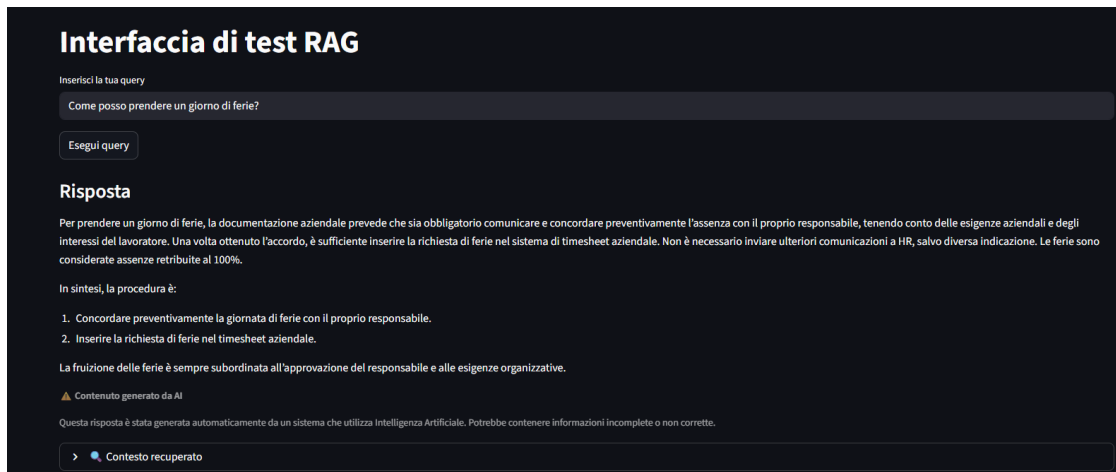 Interfaccia di test RAG
Inserisci la tua query
Come posso prendere un giorno di ferie?
Esegui query
Risposta
Per prendere un giorno di ferie, la documentazione aziendale prevede che sia obbligatorio comunicare e concordare preventivamente l'assenza con il proprio responsabile, tenendo conto delle esigenze aziendali e degli
interessi del lavoratore. Una volta ottenuto l'accordo, è sufficiente inserire la richiesta di ferie nel sistema di timesheet aziendale. Non è necessario inviare ulteriori comunicazioni a HR, salvo diversa indicazione. Le ferie sono
considerate assenze retribuite al 100%.
In sintesi, la procedura è:
1. Concordare preventivamente la giornata di ferie con il proprio responsabile.
2. Inserire la richiesta di ferie nel timesheet aziendale.
La fruizione delle ferie è sempre subordinata all'approvazione del responsabile e alle esigenze organizzative.
Contenuto generato da AI
Questa risposta è stata generata automaticamente da un sistema che utilizza Intelligenza Artificiale. Potrebbe contenere informazioni incomplete o non corrette.
Contesto recuperato